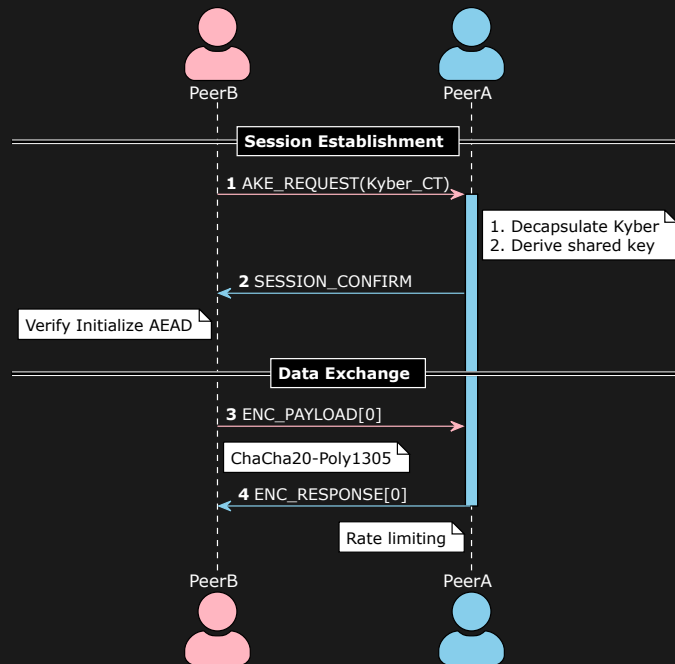 PeerB
PeerA
Session Establishment
1 AKE_REQUEST(Kyber_CT)
1. Decapsulate Kyber
2. Derive shared key
2 SESSION_CONFIRM
Verify Initialize AEAD
Data Exchange
3 ENC_PAYLOAD[0]
ChaCha20-Poly1305
4 ENC_RESPONSE[0]
Rate limiting
PeerB
PeerA